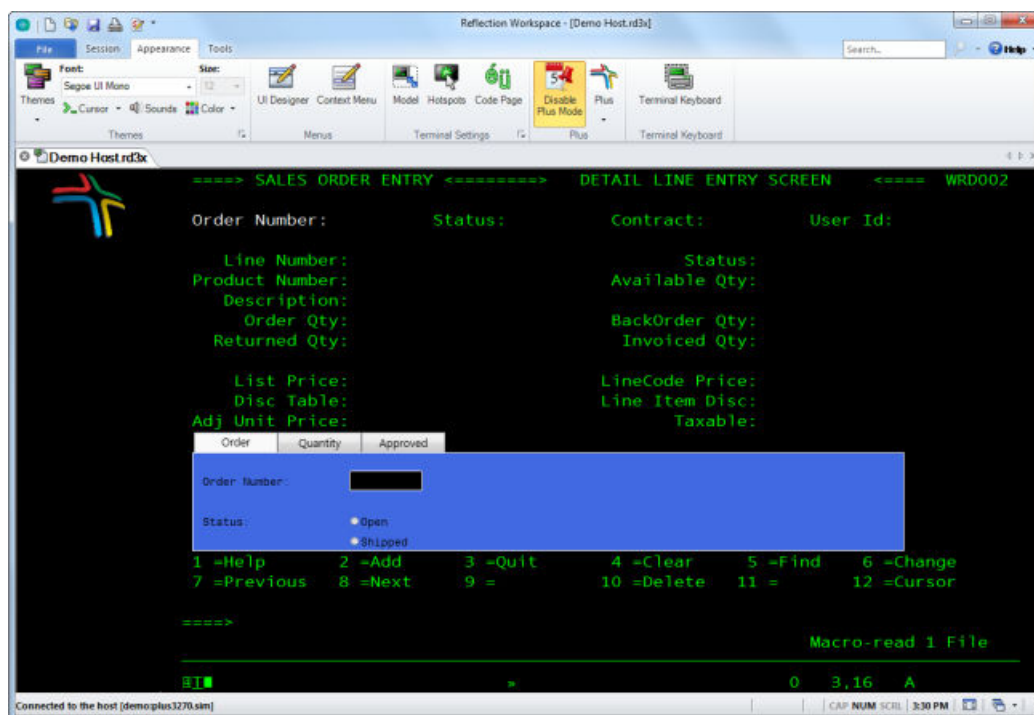 Reflection Workspace - [Demo Host.rd3x]
File Session Appearance Tools Search... Help
Font: Size:
Segoe UI Mono 12
Themes Cursor Sounds Color UI Designer Context Menu Model Hotspots Code Page Disable Plus Mode Plus Terminal Keyboard
Themes Menus Terminal Settings Plus Terminal Keyboard
Demo Host.rd3x
====> SALES ORDER ENTRY <=========> DETAIL LINE ENTRY SCREEN <==== WRD002
Order Number: Status: Contract: User Id:
Line Number: Status:
Product Number: Available Qty:
Description:
Order Qty: BackOrder Qty:
Returned Qty: Invoiced Qty:
List Price: LineCode Price:
Disc Table: Line Item Disc:
Adj Unit Price: Taxable:
Order Quantity Approved
Order Number:
Status: Open
Shipped
1 =Help 2 =Add 3 =Quit 4 =Clear 5 =Find 6 =Change
7 =Previous 8 =Next 9 = 10 =Delete 11 = 12 =Cursor
====>
Macro-read 1 File
» 0 3,16 A
Connected to the host [demo:plus3270.sim] CAP NUM SCRL 3:30 PM